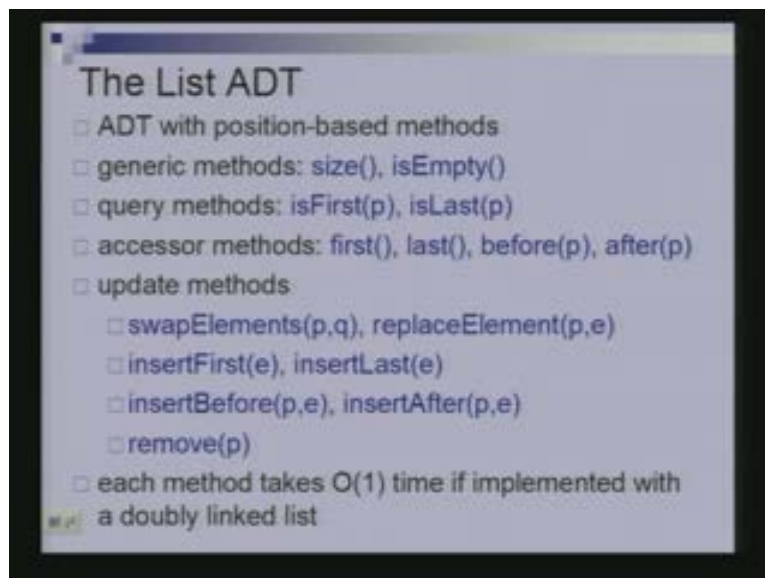 The List ADT
ADT with position-based methods
generic methods: size(), isEmpty()
query methods: isFirst(p), isLast(p)
accessor methods: first(), last(), before(p), after(p)
update methods
swapElements(p,q), replaceElement(p,e)
insertFirst(e), insertLast(e)
insertBefore(p,e), insertAfter(p,e)
remove(p)
each method takes O(1) time if implemented with
a doubly linked list